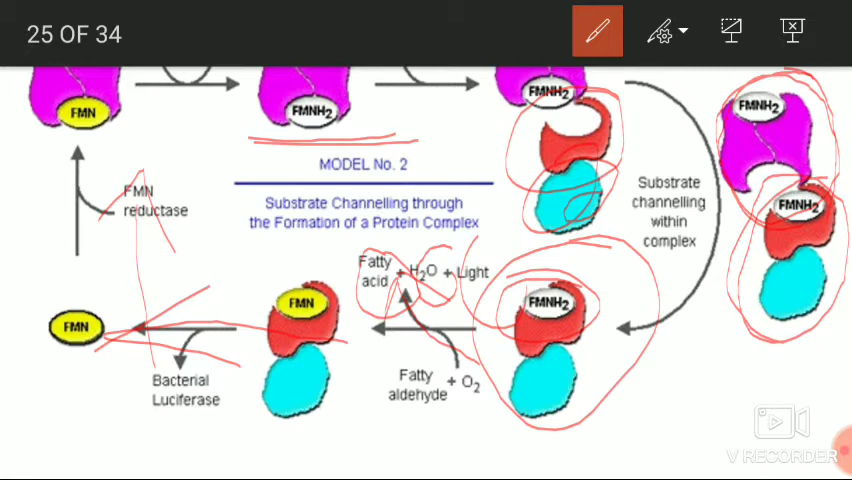 25 OF 34
FMN
FMNH2
FMNH2
FMNH2
MODEL No. 2
FMN
reductase
Substrate Channelling through
the Formation of a Protein Complex
Substrate
channelling
within
complex
FMNH2
Fatty
acid + H2O + Light
FMN
FMN
FMNH2
Bacterial
Luciferase
Fatty
aldehyde + O2
V RECORDER